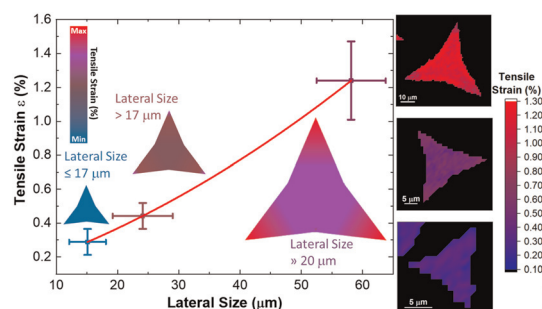 1.6
1.4
1.2
1.0
0.8
0.6
0.4
0.2
Tensile Strain ε (%)
Max
Tensile Strain (%)
Min
Lateral Size
> 17 μm
Lateral Size
≤ 17 μm
Lateral Size
» 20 μm
10 20 30 40 50 60
Lateral Size (μm)
10 μm
5 μm
5 μm
Tensile
Strain (%)
1.30
1.20
1.10
1.00
0.90
0.80
0.70
0.60
0.50
0.40
0.30
0.20
0.10